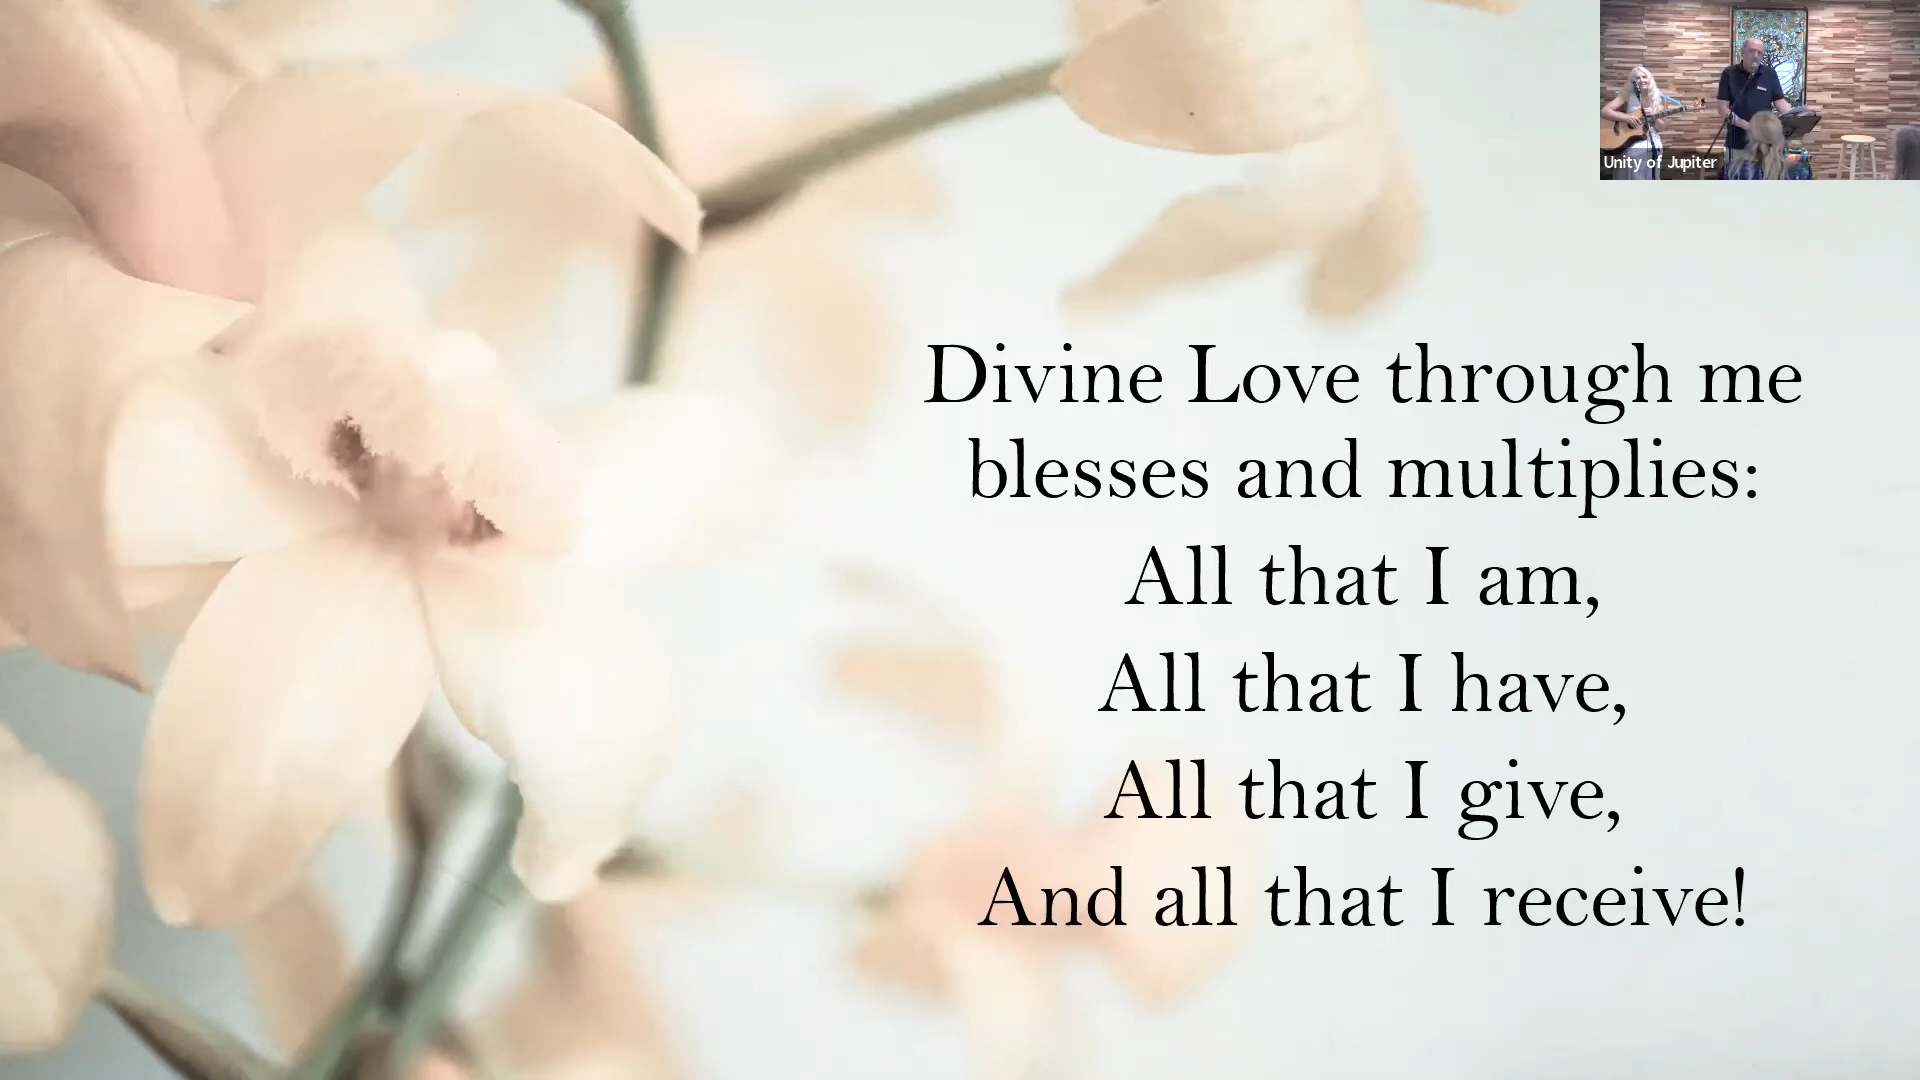 Unity of Jupiter
Divine Love through me
blesses and multiplies:
All that I am,
All that I have,
All that I give,
And all that I receive!